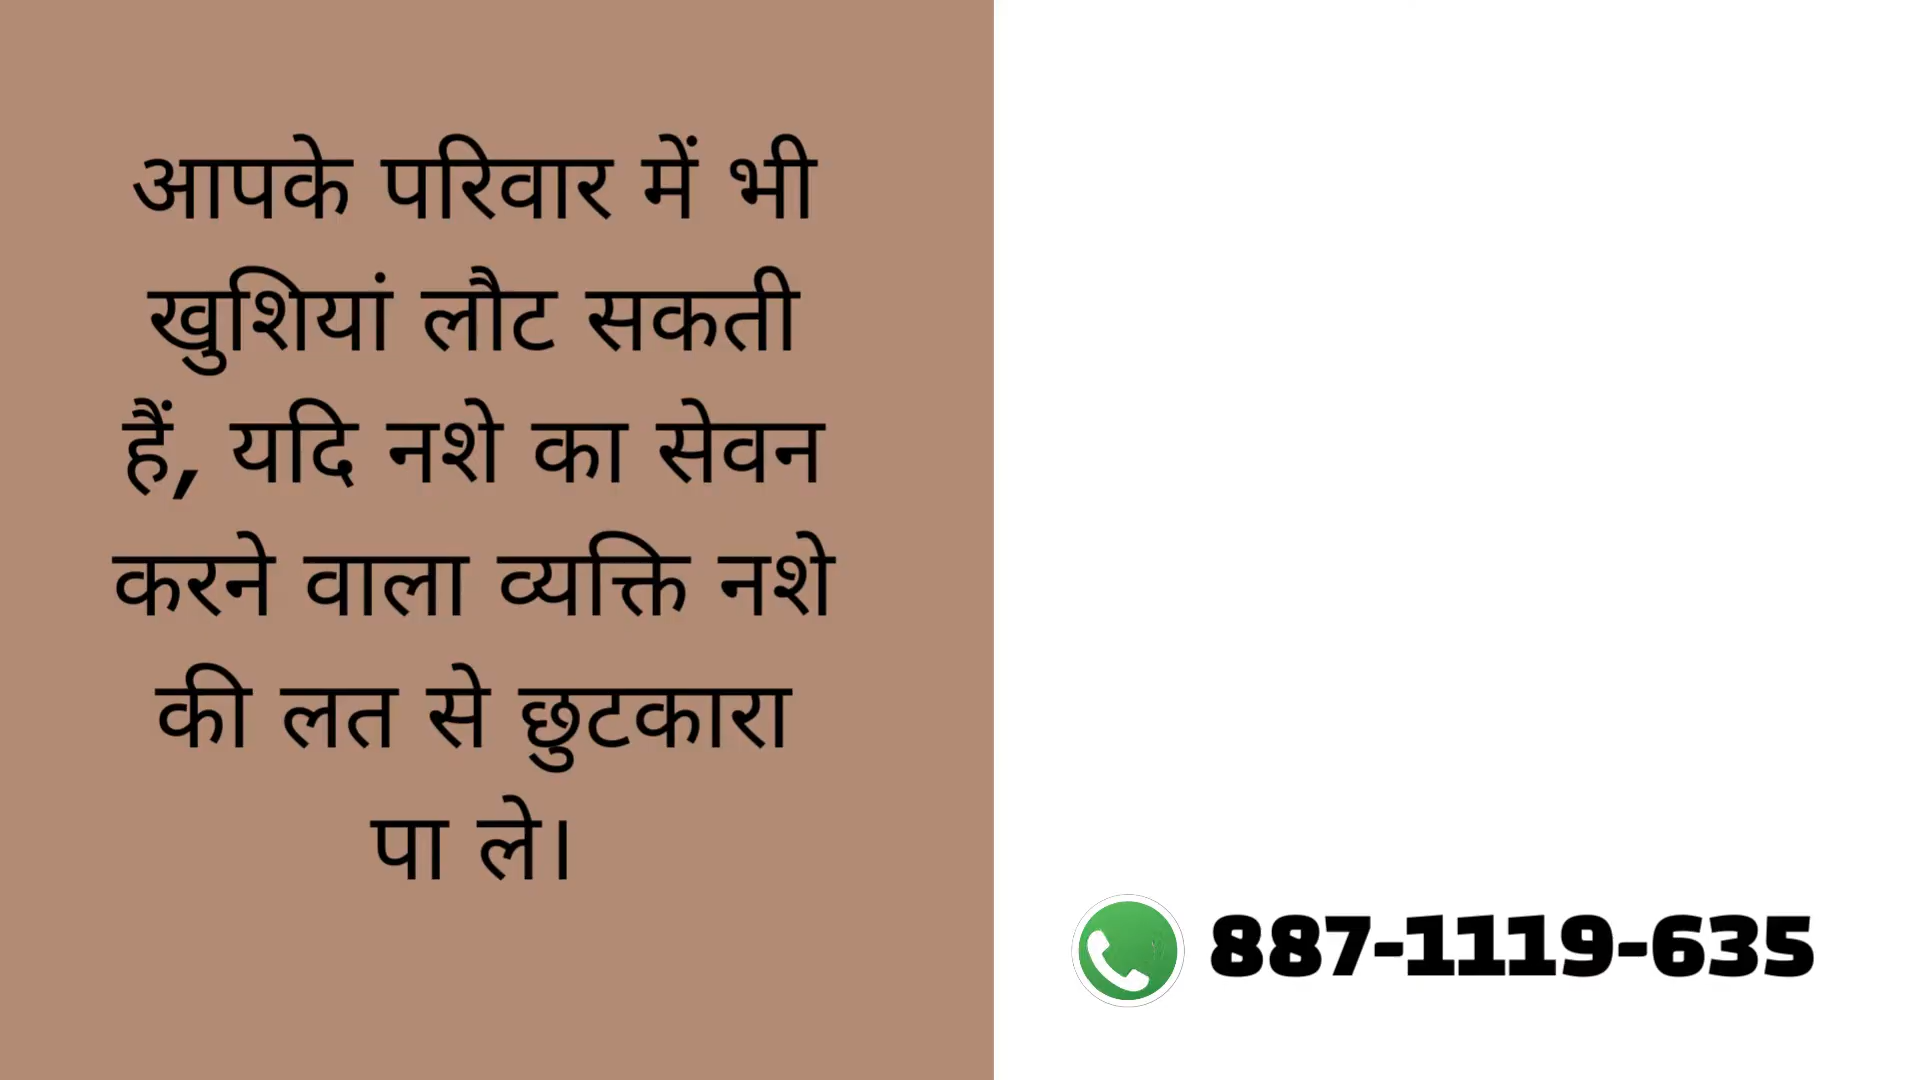 आपके परिवार में भी
खुशियां लौट सकती
हैं, यदि नशे का सेवन
करने वाला व्यक्ति नशे
की लत से छुटकारा
पा ले।
887-1119-635